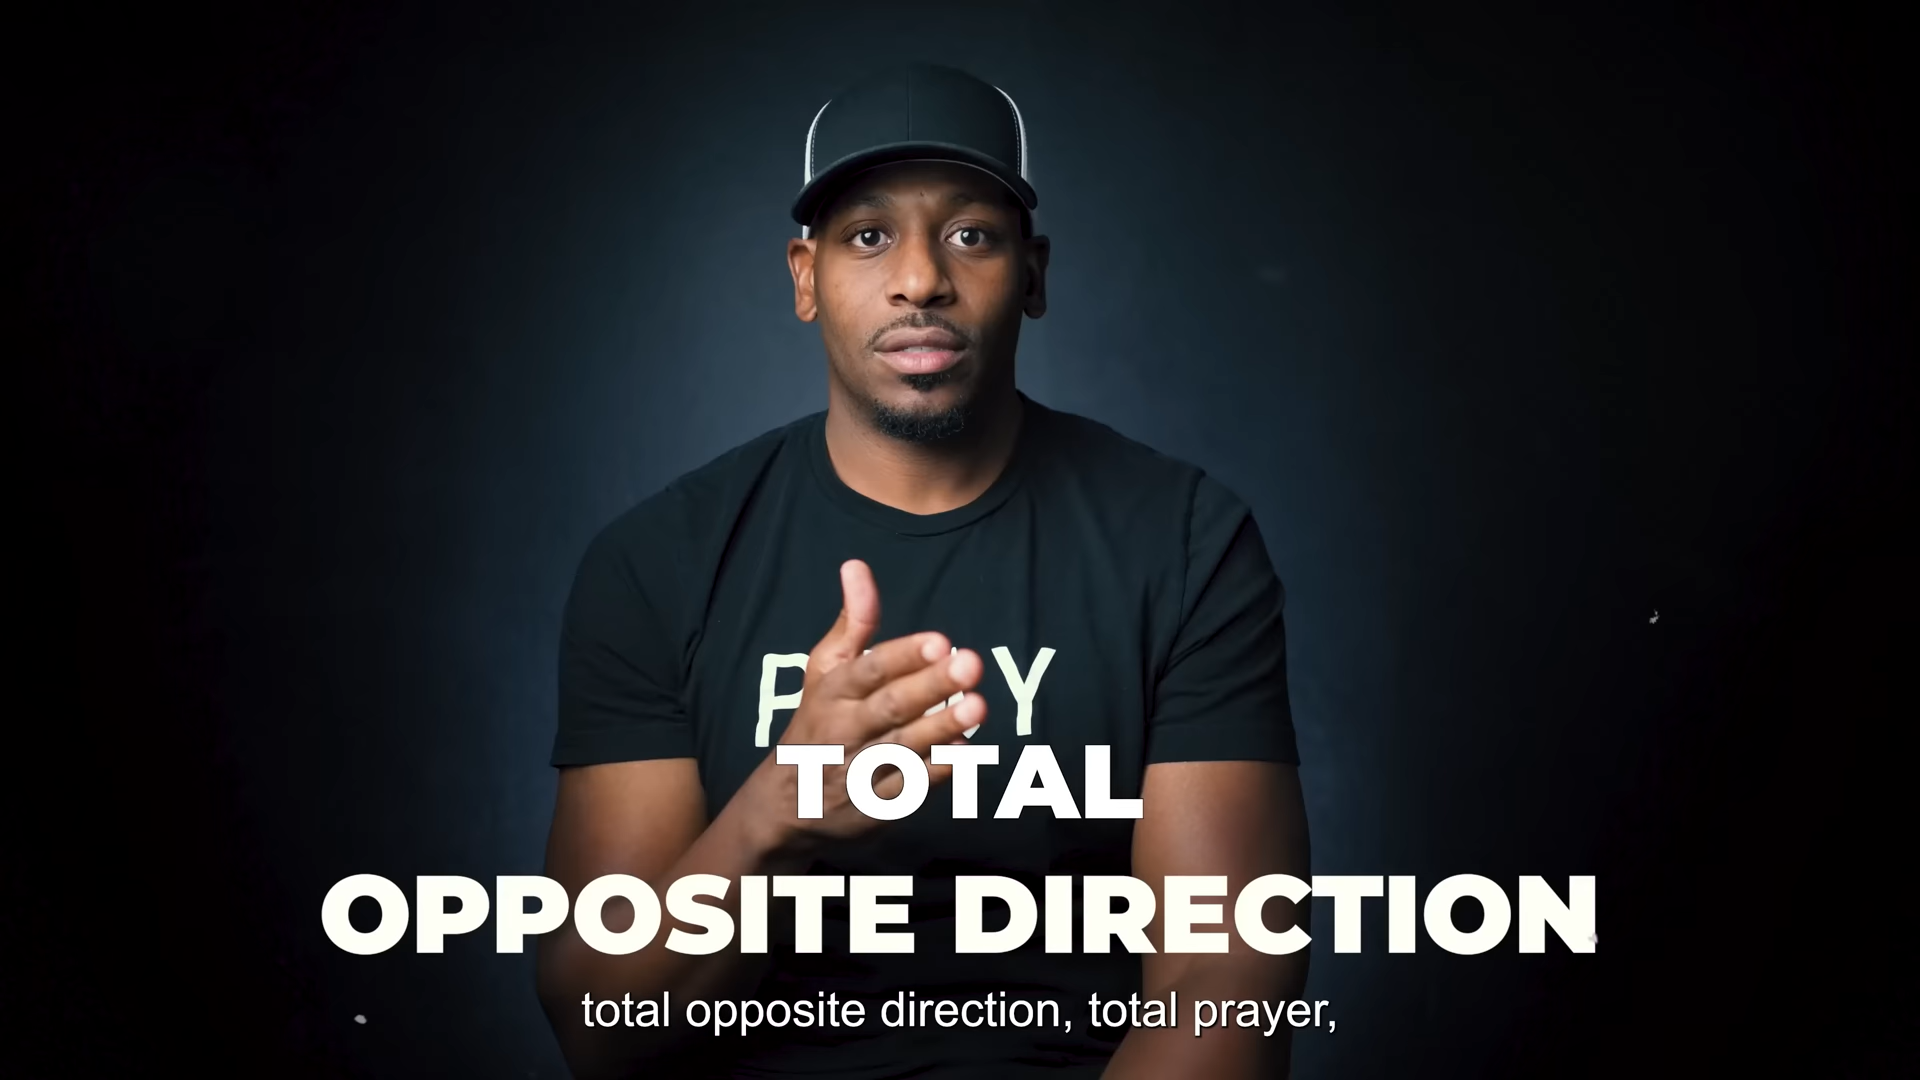 TOTAL
OPPOSITE DIRECTION
total opposite direction, total prayer,